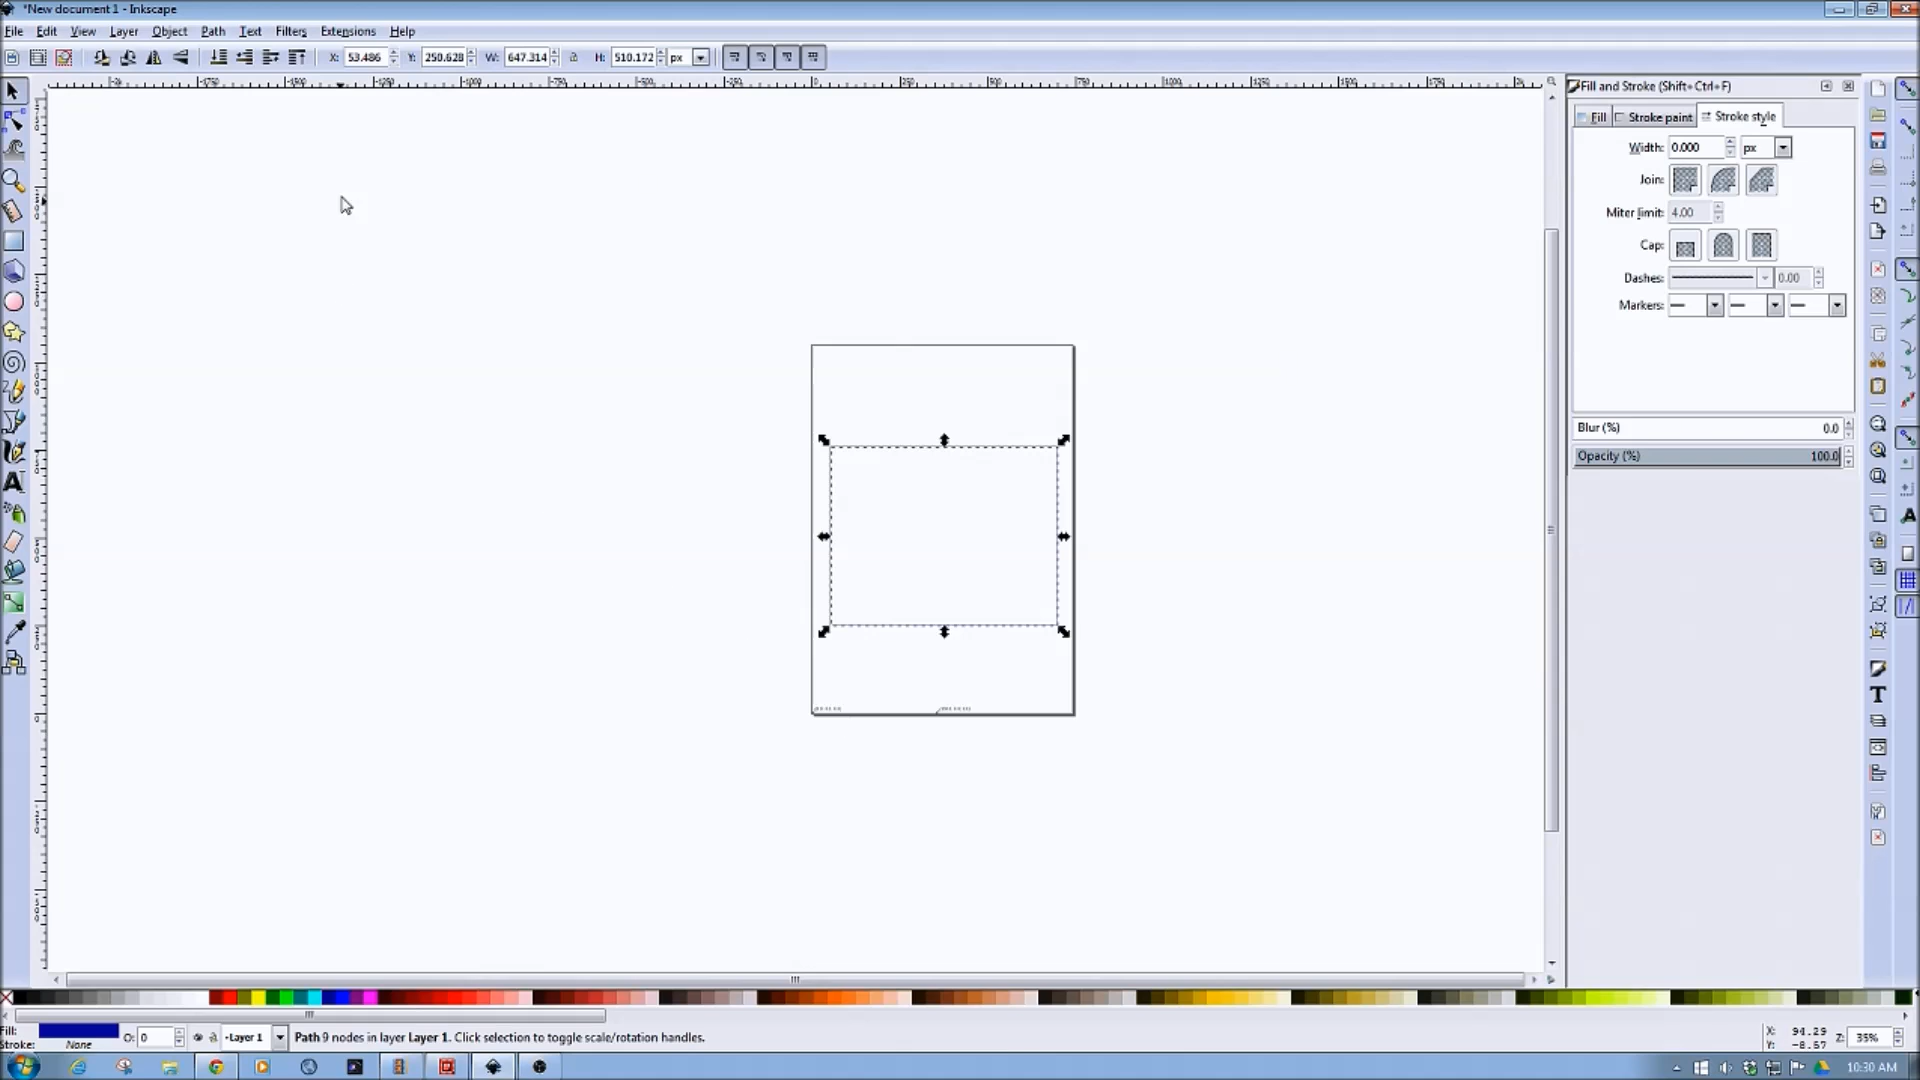 *New document 1 - Inkscape
File Edit View Layer Object Path Text Filters Extensions Help
X: 53.486 Y: 250.628 W: 647.314 H: 510.172 px
Fill and Stroke (Shift+Ctrl+F)
Fill Stroke paint Stroke style
Width: 0.000 px
Join:
Miter limit: 4.00
Cap:
Dashes: 0.00
Markers:
Blur (%) 0.0
Opacity (%) 100.0
Fill: O: 0 Layer 1 Path 9 nodes in layer Layer 1. Click selection to toggle scale/rotation handles.
Stroke: None
X: 94.29
Y: -8.57
Z: 35%
10:30 AM